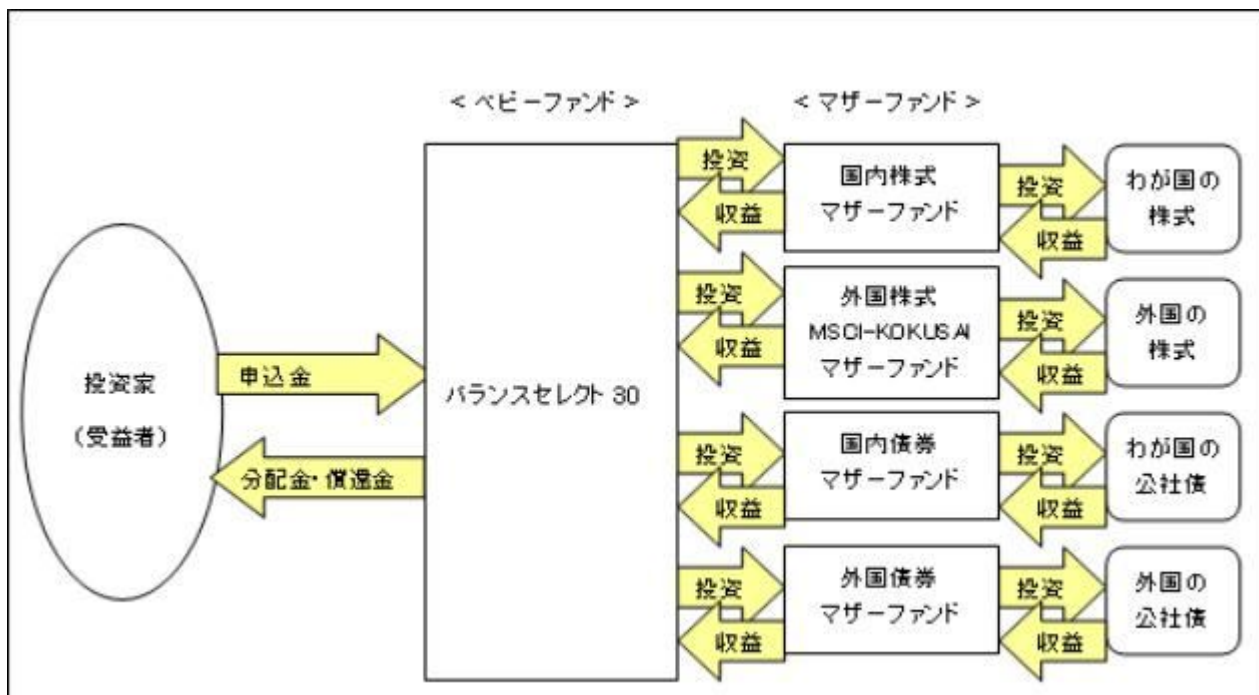 ＜ベビーファンド＞
＜マザーファンド＞
投資家
（受益者）
申込金
分配金・償還金
バランスセレクト30
投資
収益
国内株式
マザーファンド
投資
収益
わが国の
株式
投資
収益
外国株式
MSCI-KOKUSAI
マザーファンド
投資
収益
外国の
株式
投資
収益
国内債券
マザーファンド
投資
収益
わが国の
公社債
投資
収益
外国債券
マザーファンド
投資
収益
外国の
公社債